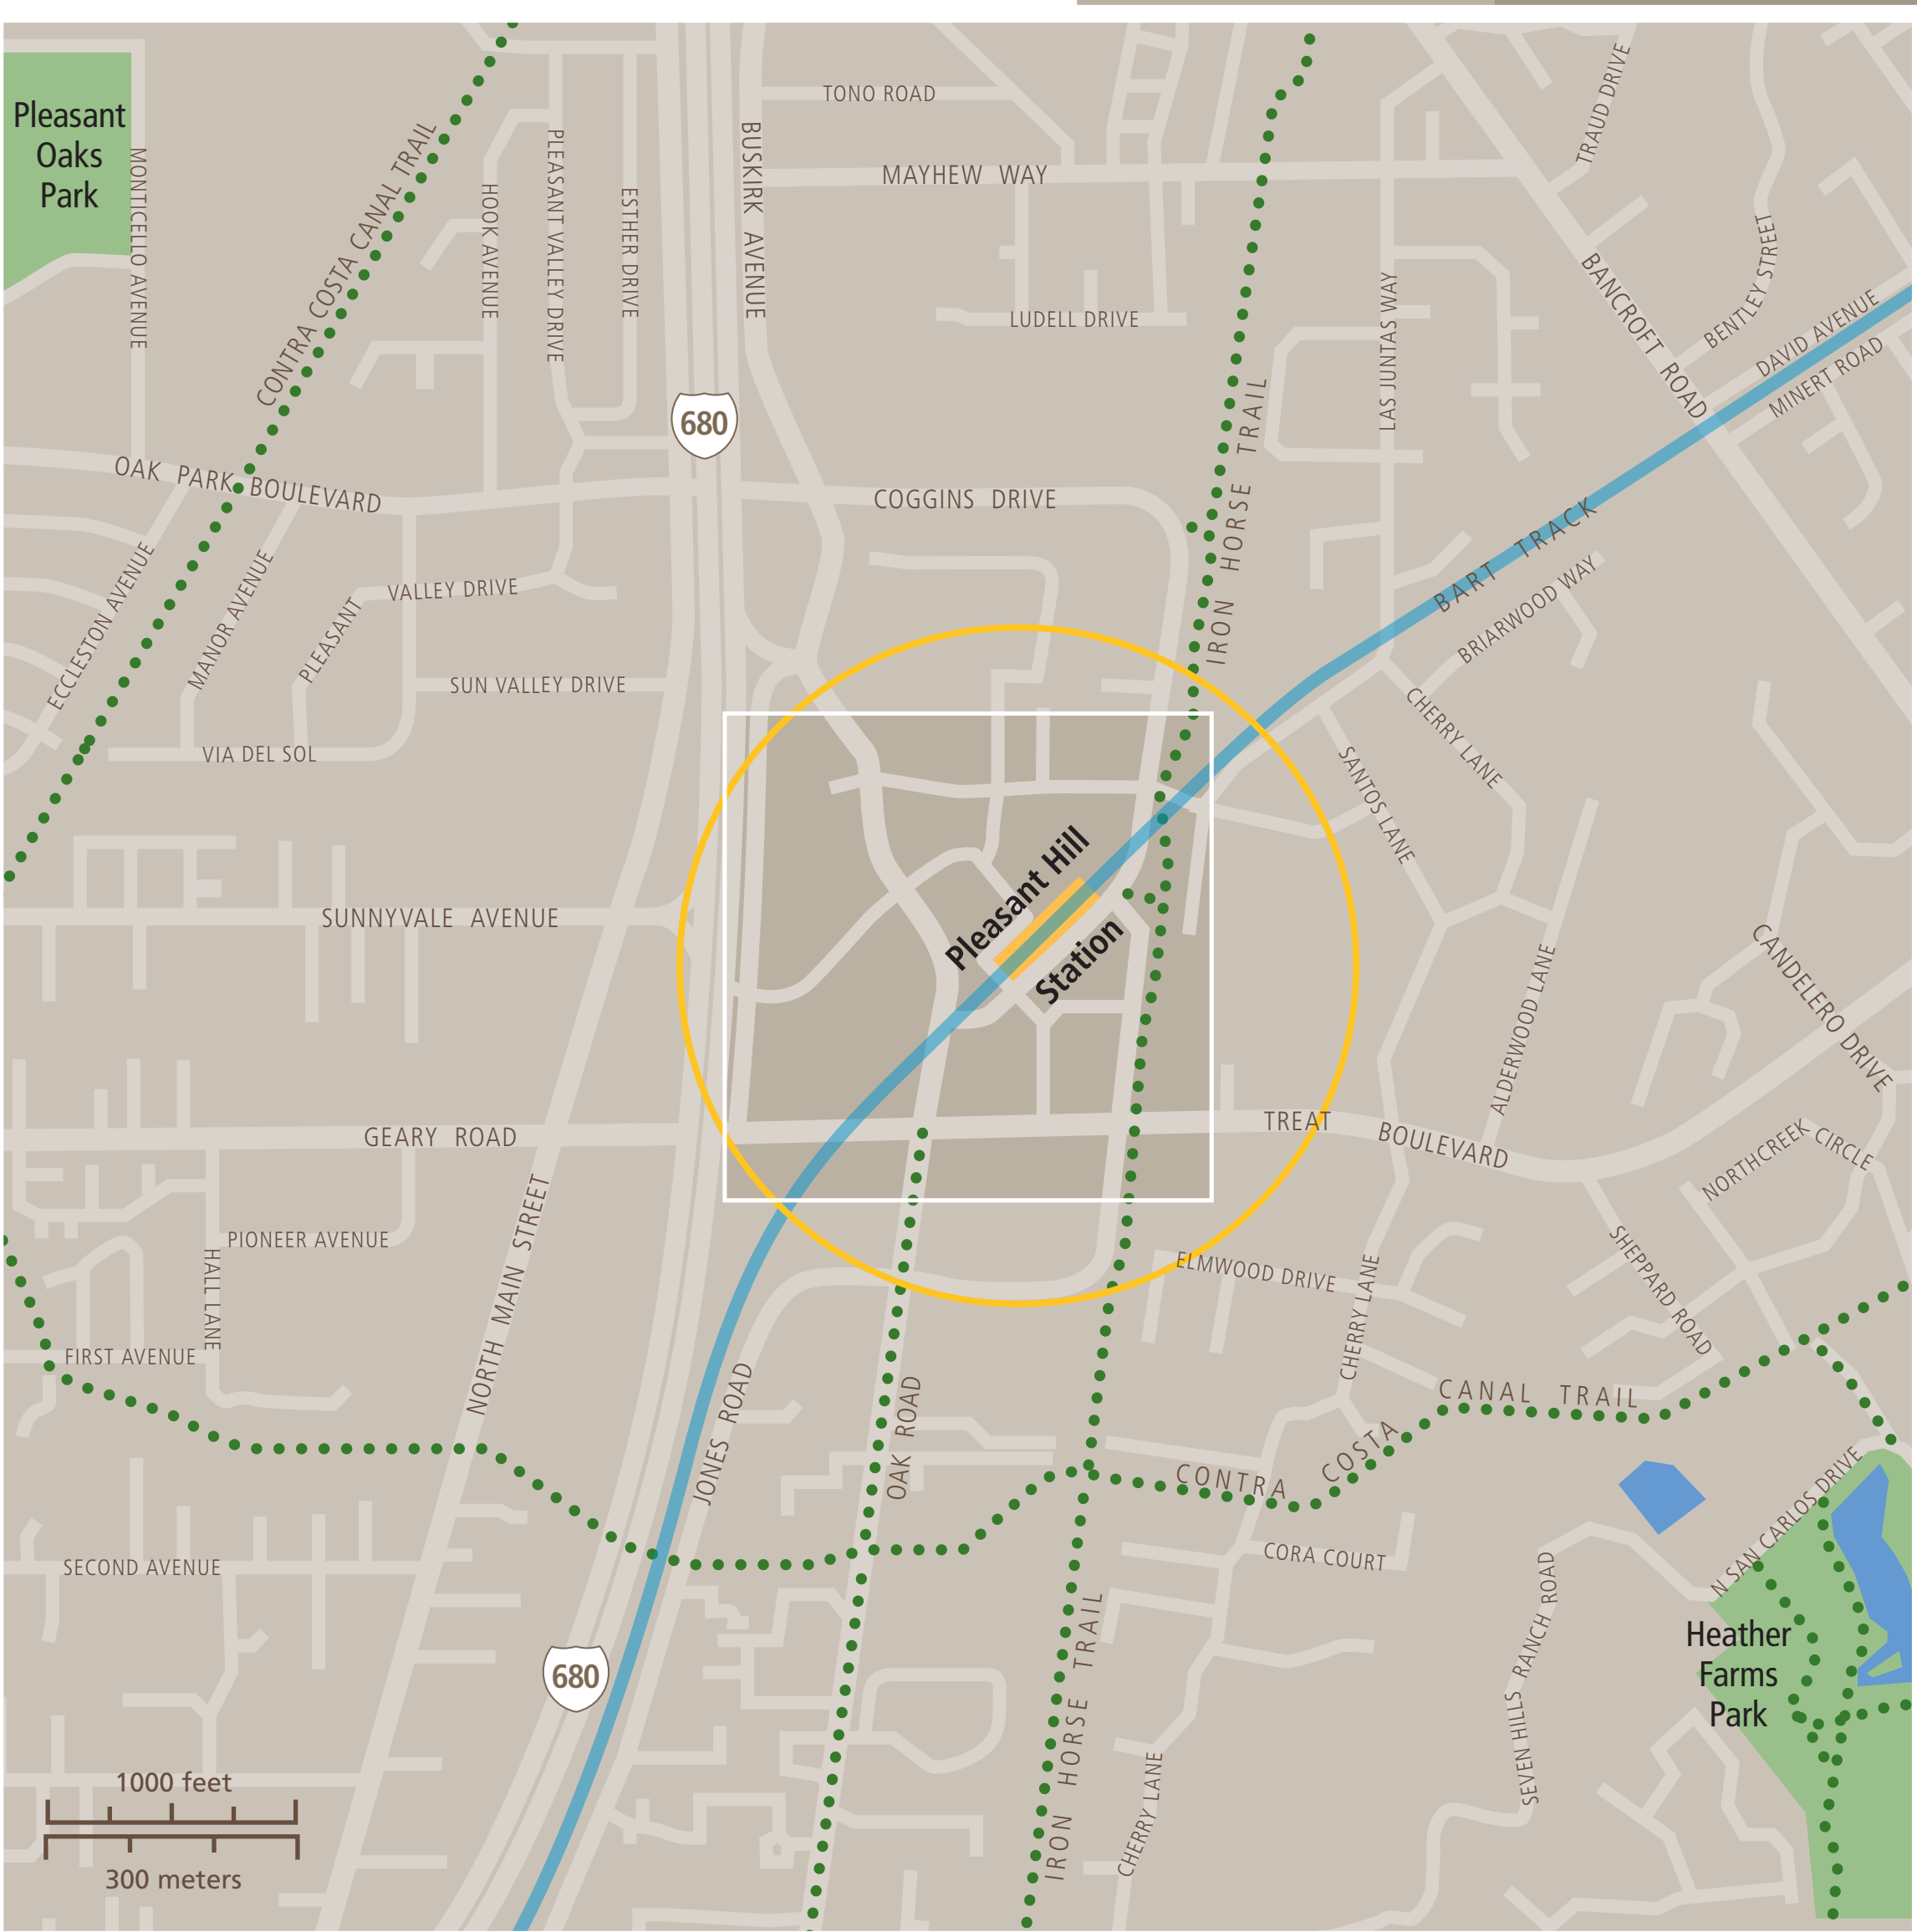 Pleasant
Oaks
Park
MONTICELLO AVENUE
CONTRA COSTA CANAL TRAIL
HOOK AVENUE
PLEASANT VALLEY DRIVE
ESTHER DRIVE
BUSKIRK AVENUE
TONO ROAD
MAYHEW WAY
LUDELL DRIVE
IRON HORSE TRAIL
LAS JUNTAS WAY
TRAUD DRIVE
BANCROFT ROAD
BENTLEY STREET
DAVID AVENUE
MINERT ROAD
680
OAK PARK BOULEVARD
COGGINS DRIVE
ECCLESTON AVENUE
MANOR AVENUE
PLEASANT
VALLEY DRIVE
SUN VALLEY DRIVE
VIA DEL SOL
BART TRACK
BRIARWOOD WAY
CHERRY LANE
SANTOS LANE
Pleasant Hill
Station
SUNNYVALE AVENUE
ALDERWOOD LANE
CANDELERO DRIVE
GEARY ROAD
TREAT
BOULEVARD
NORTHCREEK CIRCLE
PIONEER AVENUE
HALL LANE
NORTH MAIN STREET
FIRST AVENUE
ELMWOOD DRIVE
CHERRY LANE
SHEPPARD ROAD
JONES ROAD
OAK ROAD
CONTRA
COSTA
CANAL TRAIL
CORA COURT
N SAN CARLOS DRIVE
SECOND AVENUE
SEVEN HILLS RANCH ROAD
Heather
Farms
Park
680
IRON HORSE TRAIL
CHERRY LANE
1000 feet
300 meters